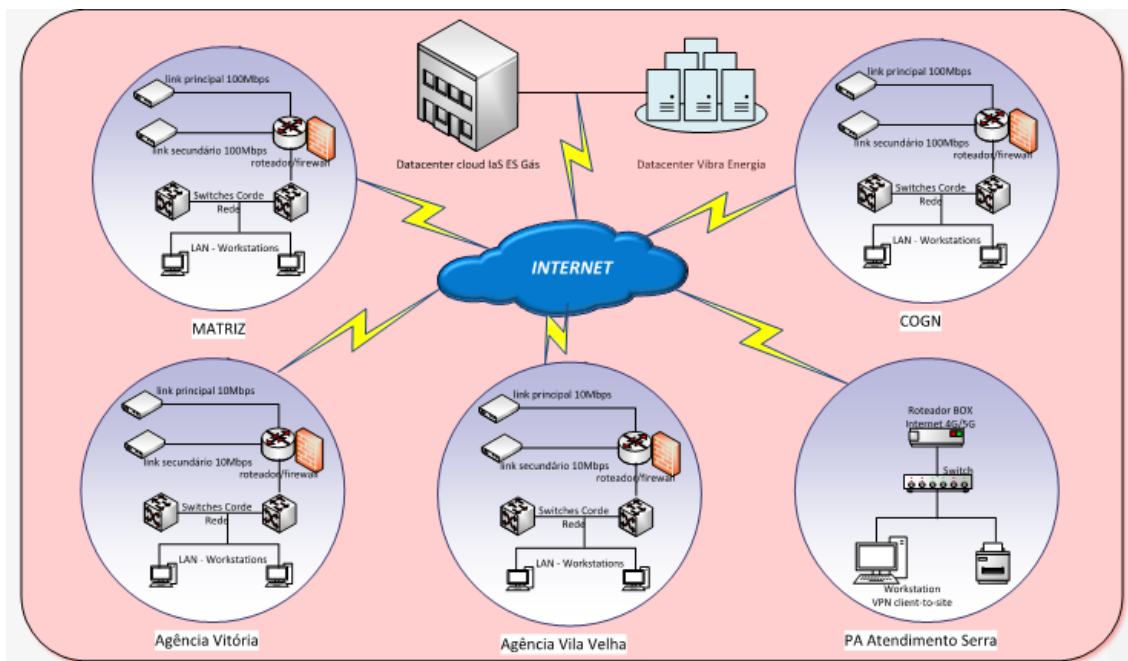 link principal 100Mbps
link secundário 100Mbps
roteador/firewall
Switches Corde
Rede
LAN - Workstations
MATRIZ
Datacenter cloud IaS ES Gás
Datacenter Vibra Energia
link principal 100Mbps
link secundário 100Mbps
roteador/firewall
Switches Corde
Rede
LAN - Workstations
COGN
INTERNET
link principal 10Mbps
link secundário 10Mbps
roteador/firewall
Switches Corde
Rede
LAN - Workstations
Agência Vitória
link principal 10Mbps
link secundário 10Mbps
roteador/firewall
Switches Corde
Rede
LAN - Workstations
Agência Vila Velha
Roteador BOX
Internet 4G/5G
Switch
Workstation
VPN client-to-site
PA Atendimento Serra